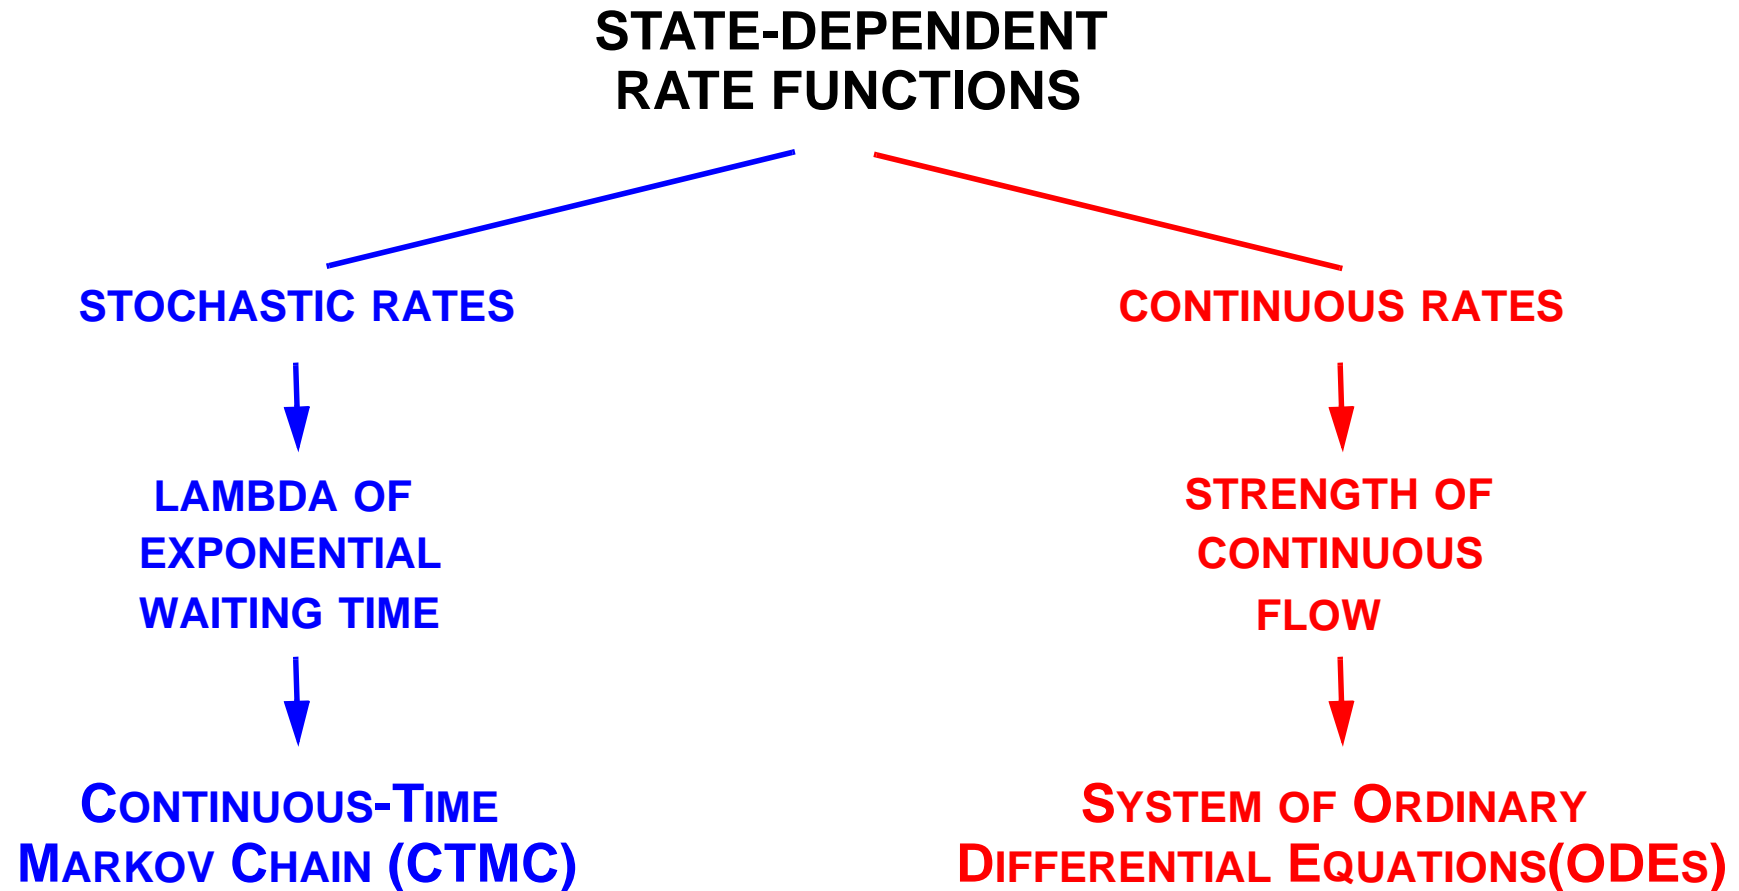 STATE-DEPENDENT
RATE FUNCTIONS
STOCHASTIC RATES
LAMBDA OF
EXPONENTIAL
WAITING TIME
CONTINUOUS-TIME
MARKOV CHAIN (CTMC)
CONTINUOUS RATES
STRENGTH OF
CONTINUOUS
FLOW
SYSTEM OF ORDINARY
DIFFERENTIAL EQUATIONS(ODES)